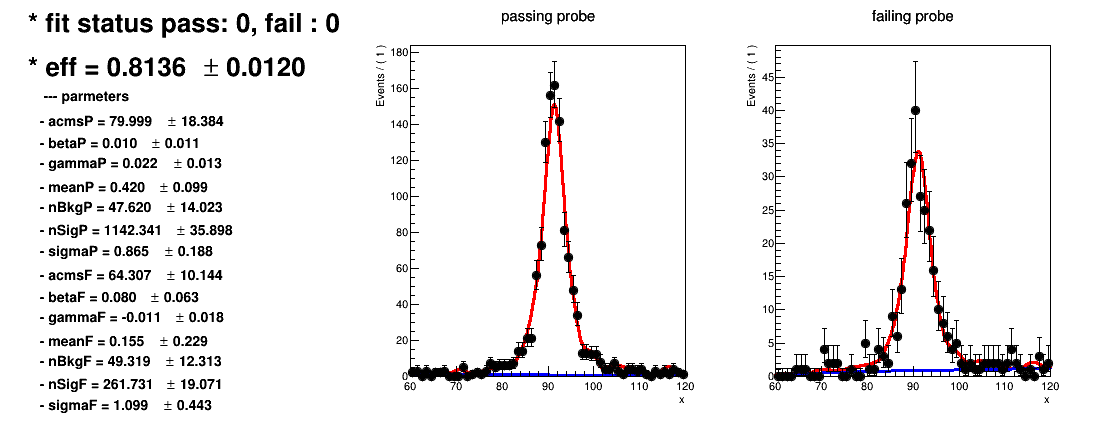 * fit status pass: 0, fail : 0
* eff = 0.8136 ± 0.0120
--- parmeters
- acmsP = 79.999 ± 18.384
- betaP = 0.010 ± 0.011
- gammaP = 0.022 ± 0.013
- meanP = 0.420 ± 0.099
- nBkgP = 47.620 ± 14.023
- nSigP = 1142.341 ± 35.898
- sigmaP = 0.865 ± 0.188
- acmsF = 64.307 ± 10.144
- betaF = 0.080 ± 0.063
- gammaF = -0.011 ± 0.018
- meanF = 0.155 ± 0.229
- nBkgF = 49.319 ± 12.313
- nSigF = 261.731 ± 19.071
- sigmaF = 1.099 ± 0.443
passing probe
Events / ( 1 )
180
160
140
120
100
80
60
40
20
0
60 70 80 90 100 110 120
x
failing probe
Events / ( 1 )
45
40
35
30
25
20
15
10
5
0
60 70 80 90 100 110 120
x